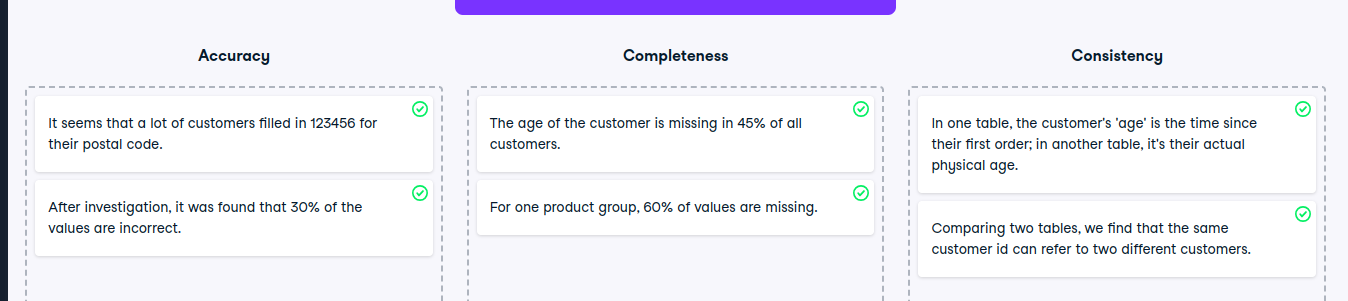 Accuracy
Completeness
Consistency
It seems that a lot of customers filled in 123456 for
their postal code.
After investigation, it was found that 30% of the
values are incorrect.
The age of the customer is missing in 45% of all
customers.
For one product group, 60% of values are missing.
In one table, the customer's 'age' is the time since
their first order; in another table, it's their actual
physical age.
Comparing two tables, we find that the same
customer id can refer to two different customers.